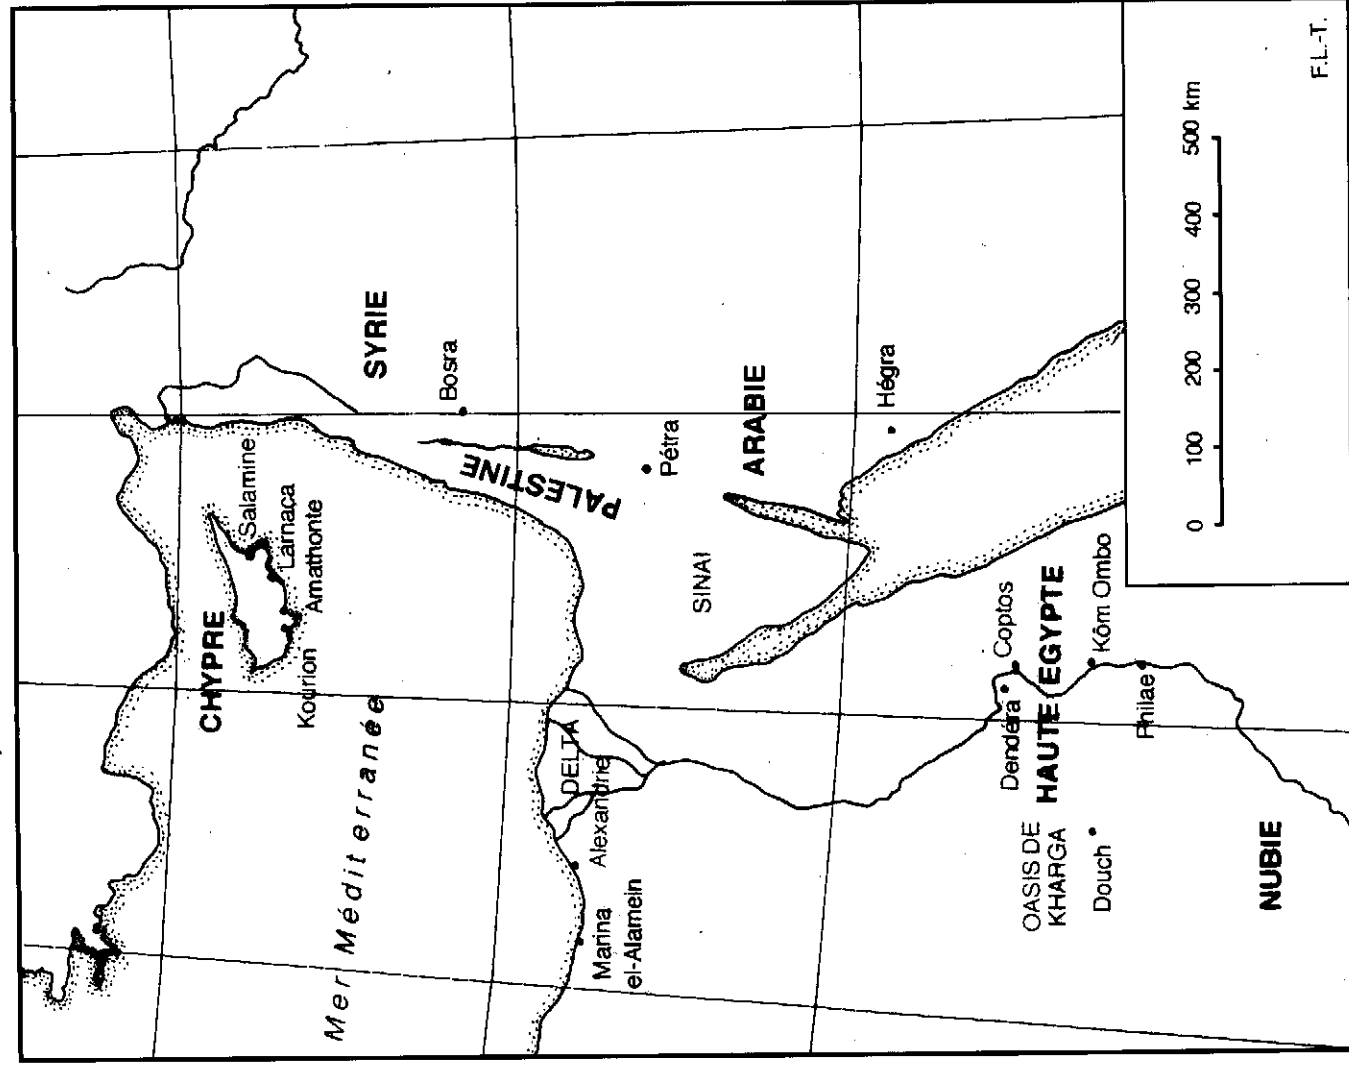 CHYPRE
Salamine
Larnaca
Amathonte
Kourion
Mer Méditerranée
SYRIE
Bosra
PALESTINE
Pétra
ARABIE
Hégra
SINAI
DELTA
Alexandrie
Marina
el-Alamein
Coptos
Dendéra
HAUTE EGYPTE
Kôm Ombo
Philae
OASIS DE
KHARGA
Douch
NUBIE
0 100 200 300 400 500 km
F.L.-T.